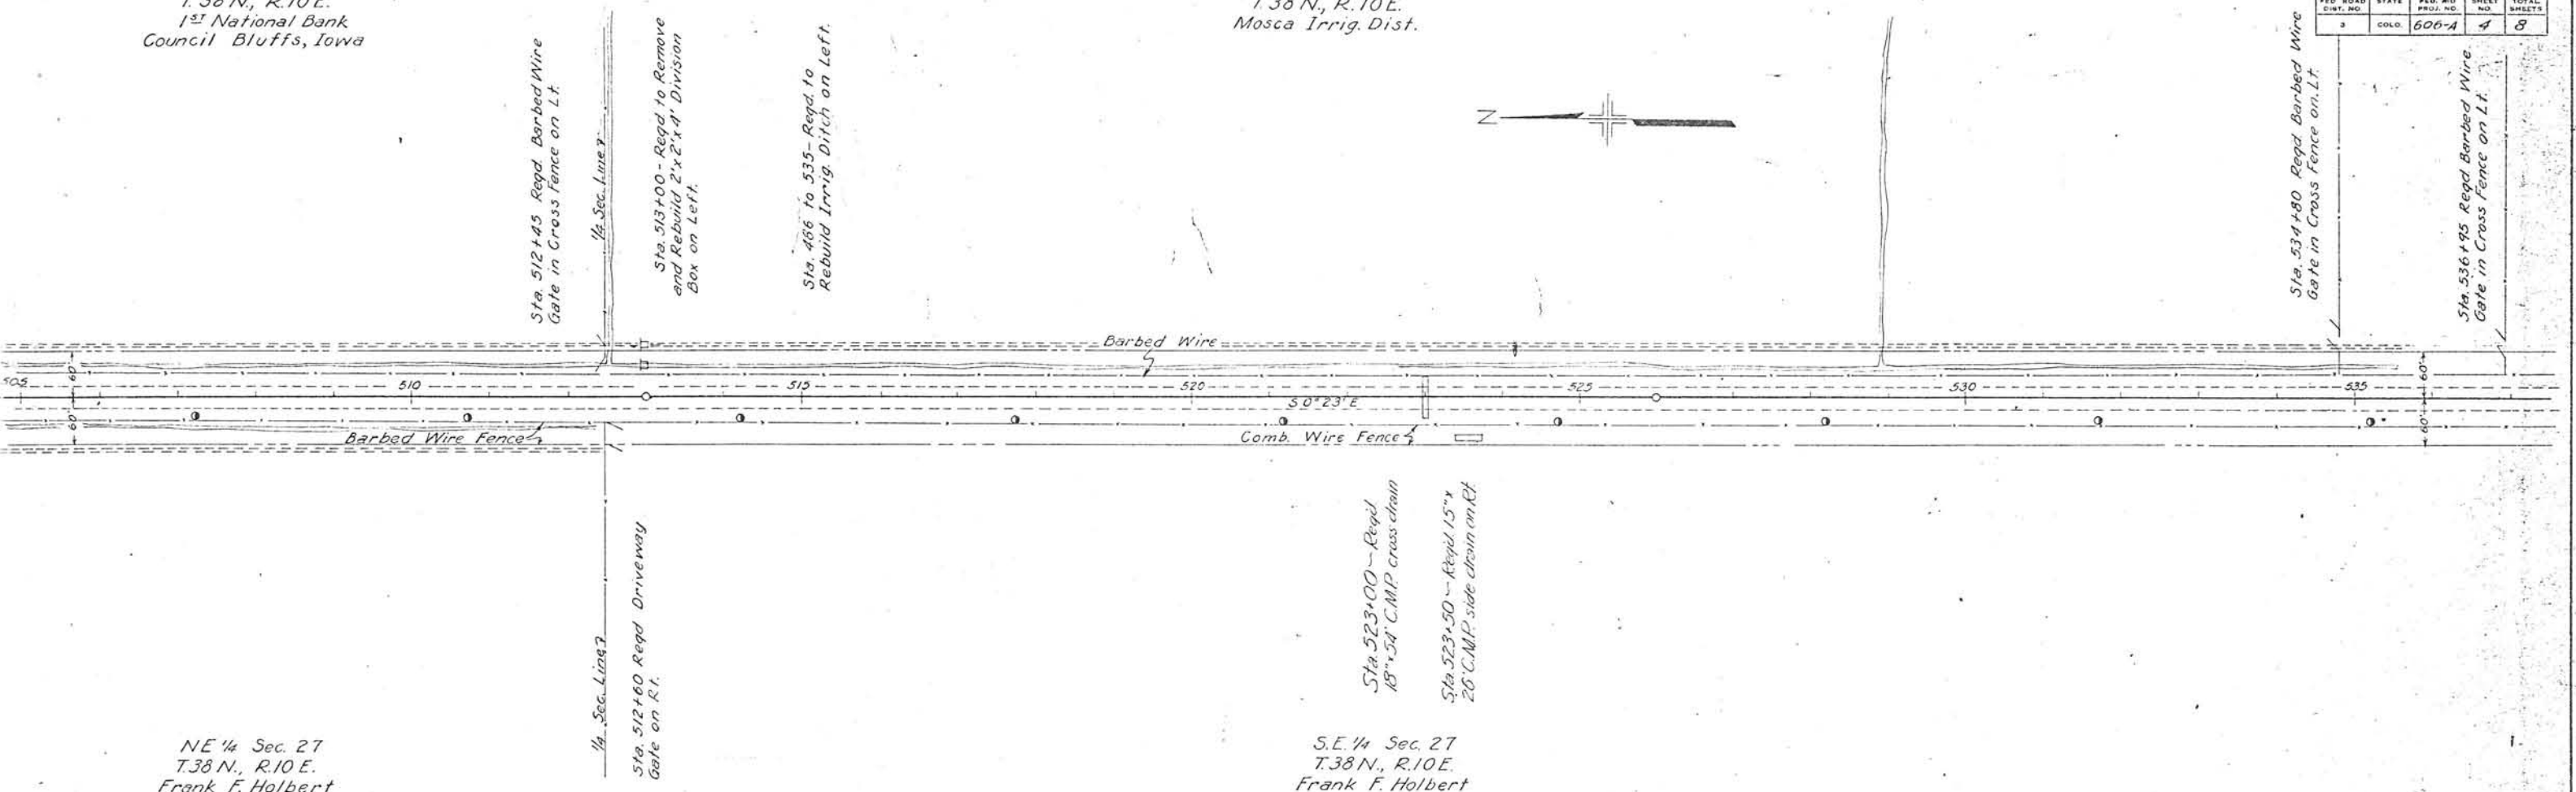 T. 38 N., R. 10 E.
1ST National Bank
Council Bluffs, Iowa
T. 38 N., R. 10 E.
Mosca Irrig. Dist.
FED. ROAD DIST. NO.
STATE
FED. AID PROJ. NO.
SHEET NO.
TOTAL SHEETS
3
COLO.
606-A
4
8
Sta. 512+45 Reqd. Barbed Wire
Gate in Cross Fence on Lt.
1/4 Sec. Line
Sta. 513+00 - Reqd to Remove
and Rebuild 2'x2'x4' Division
Box on Left.
Sta. 466 to 535 - Reqd. to
Rebuild Irrig. Ditch on Left.
N
Sta. 534+80 Reqd. Barbed Wire
Gate in Cross Fence on Lt.
Sta. 536+95 Reqd. Barbed Wire
Gate in Cross Fence on Lt.
Barbed Wire
505
60'
510
515
520
525
530
535
60'
S 0° 23' E
60'
60'
Barbed Wire Fence
Comb. Wire Fence
1/4 Sec. Line
Sta. 512+60 Reqd Driveway
Gate on Rt.
Sta. 523+00 - Reqd.
18"x54' C.M.P. cross drain
Sta. 523+50 - Reqd. 15"x
26' C.M.P. side drain on Rt.
NE 1/4 Sec. 27
T. 38 N., R. 10 E.
Frank F. Holbert
S.E. 1/4 Sec. 27
T. 38 N., R. 10 E.
Frank F. Holbert